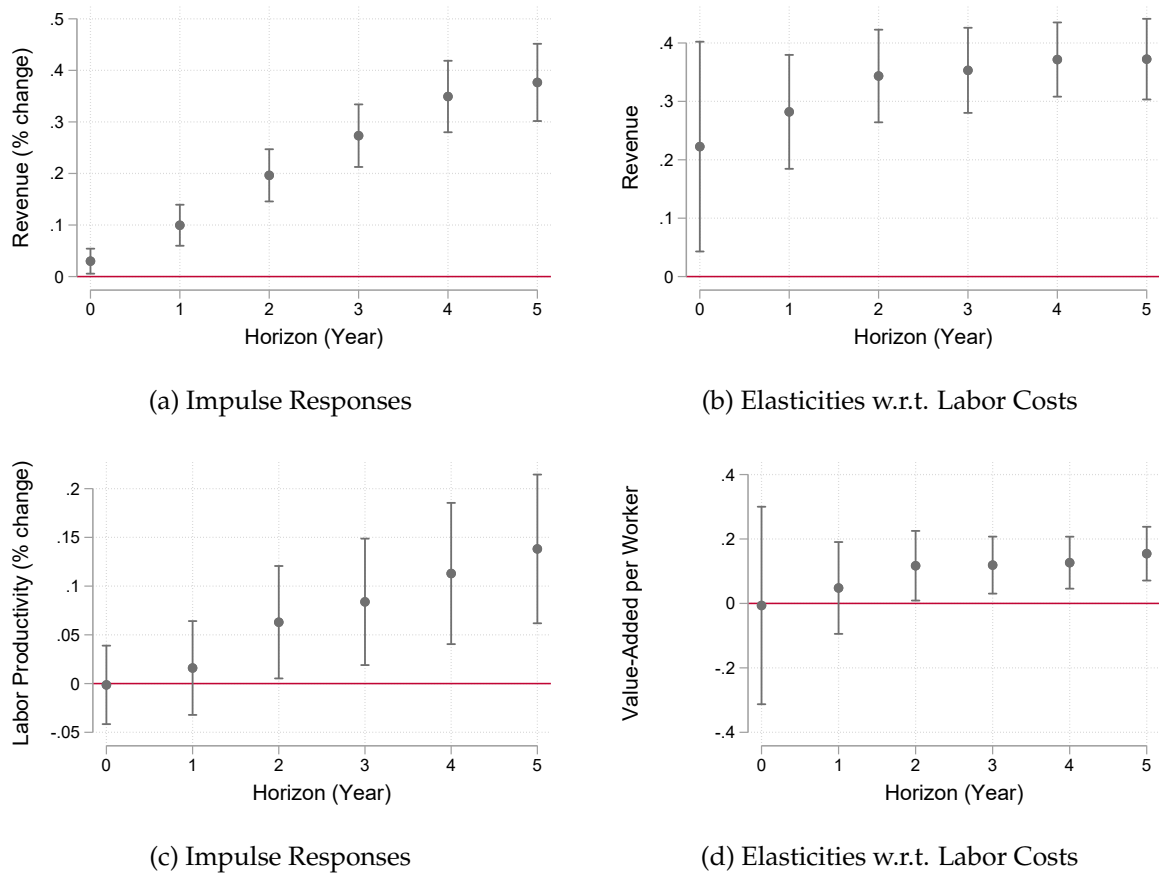 Revenue (% change)
.5
.4
.3
.2
.1
0
0 1 2 3 4 5
Horizon (Year)
(a) Impulse Responses
Revenue
.4
.3
.2
.1
0
0 1 2 3 4 5
Horizon (Year)
(b) Elasticities w.r.t. Labor Costs
Labor Productivity (% change)
.2
.15
.1
.05
0
-.05
0 1 2 3 4 5
Horizon (Year)
(c) Impulse Responses
Value-Added per Worker
.4
.2
0
-.2
-.4
0 1 2 3 4 5
Horizon (Year)
(d) Elasticities w.r.t. Labor Costs